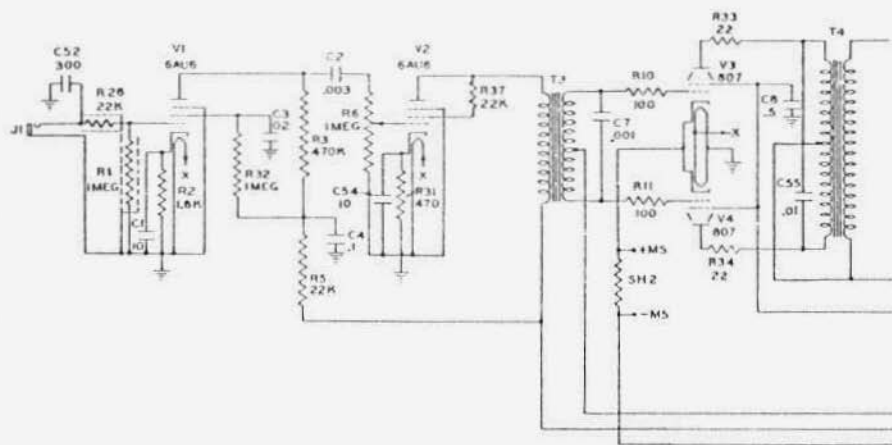 C52
300
R28
22K
J1
R1
1MEG
C1
10
R2
1.8K
X
V1
6AU6
R32
1MEG
C3
.02
R3
470K
C4
.1
R5
22K
C2
.003
R6
1MEG
C54
10
R31
470
X
V2
6AU6
R37
22K
T3
C7
.001
R10
100
R11
100
+M5
SH2
-M5
R33
22
V3
807
X
V4
807
R34
22
C8
.5
C55
.01
T4